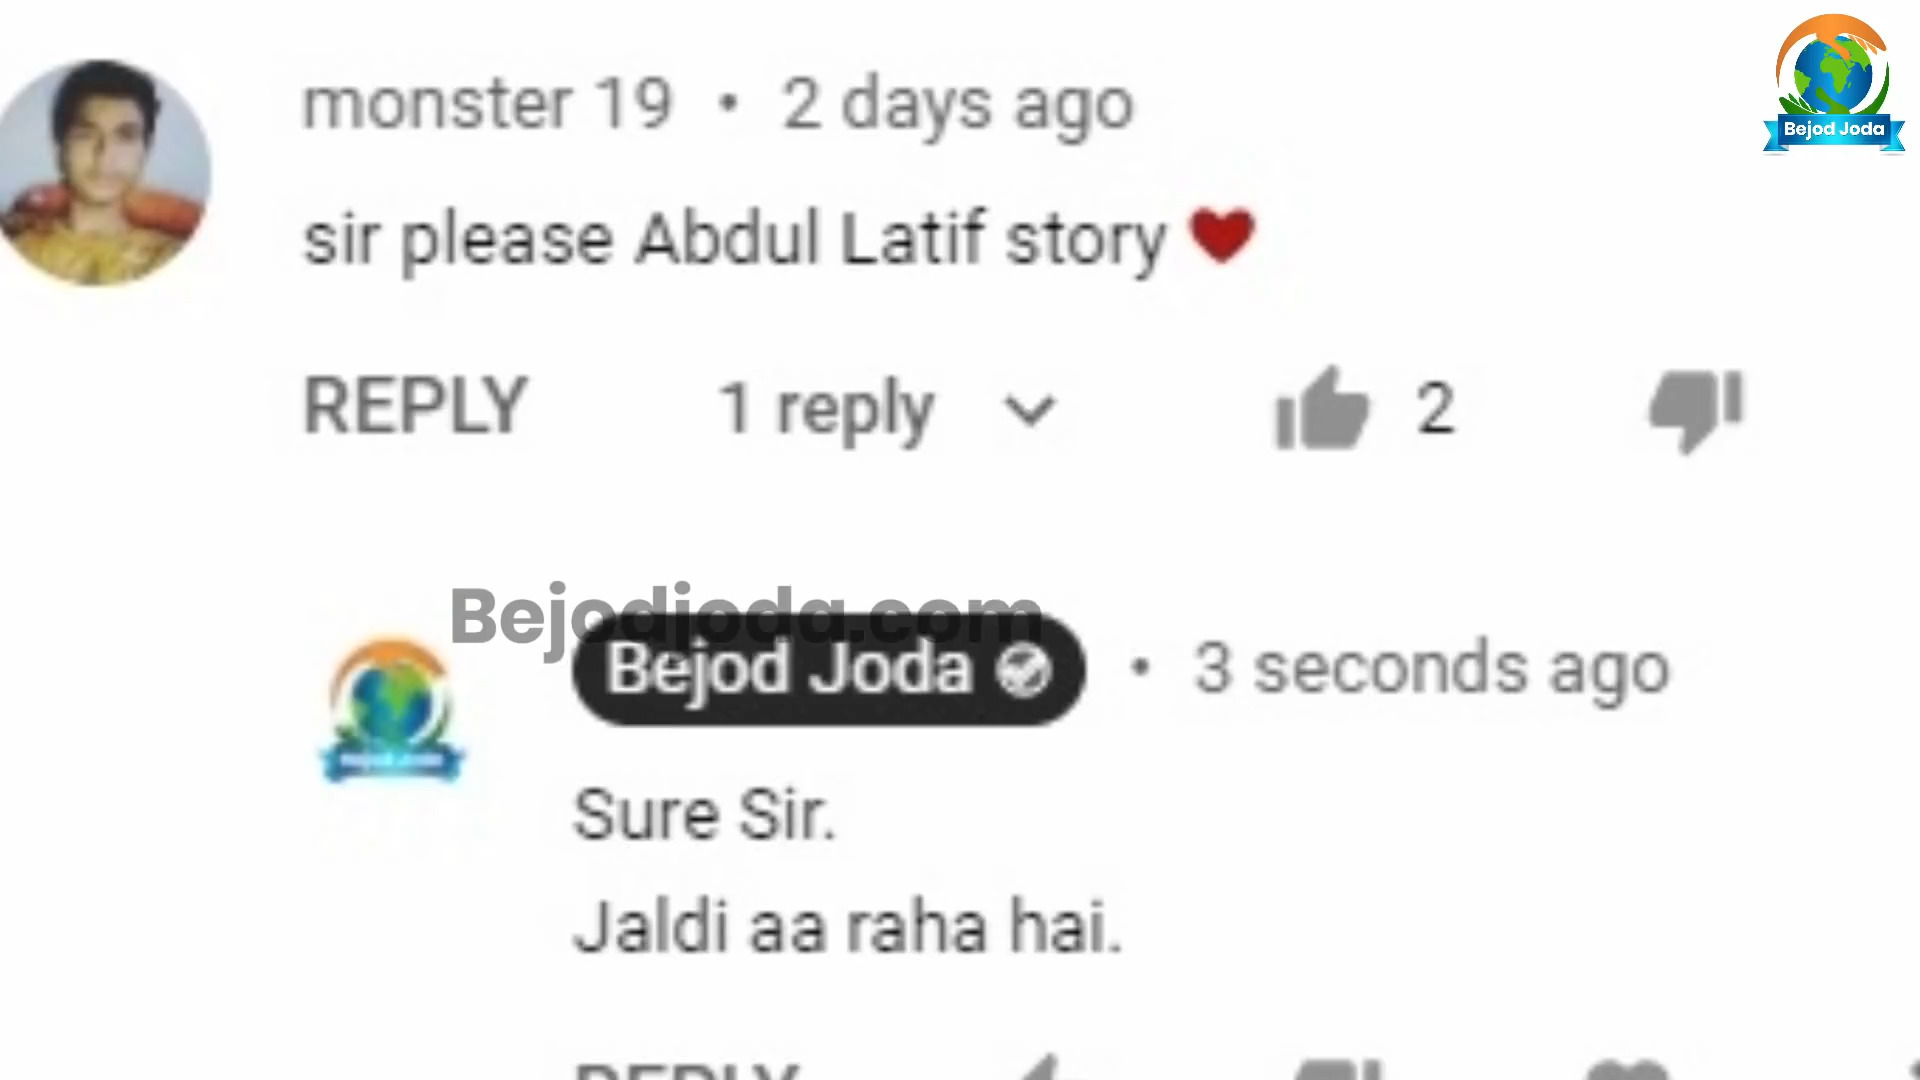 Bejod Joda
monster 19 • 2 days ago
sir please Abdul Latif story ❤
REPLY 1 reply 2
Bejodjoda.com
Bejod Joda • 3 seconds ago
Sure Sir.
Jaldi aa raha hai.
REPLY